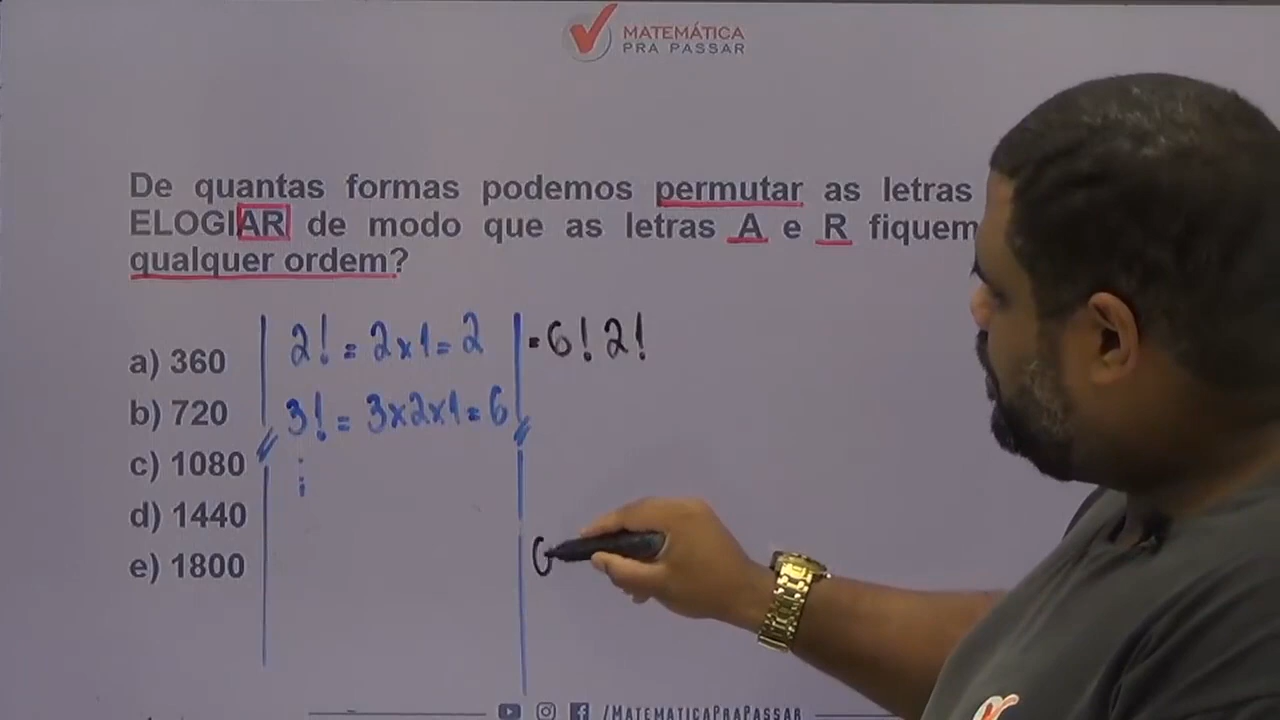 MATEMÁTICA
PRA PASSAR
De quantas formas podemos permutar as letras
ELOGIAR de modo que as letras A e R fiquem
qualquer ordem?
a) 360
b) 720
c) 1080
d) 1440
e) 1800
2! = 2x1 = 2
3! = 3x2x1 = 6
= 6! 2!
/MATEMATICAPRAPASSAR